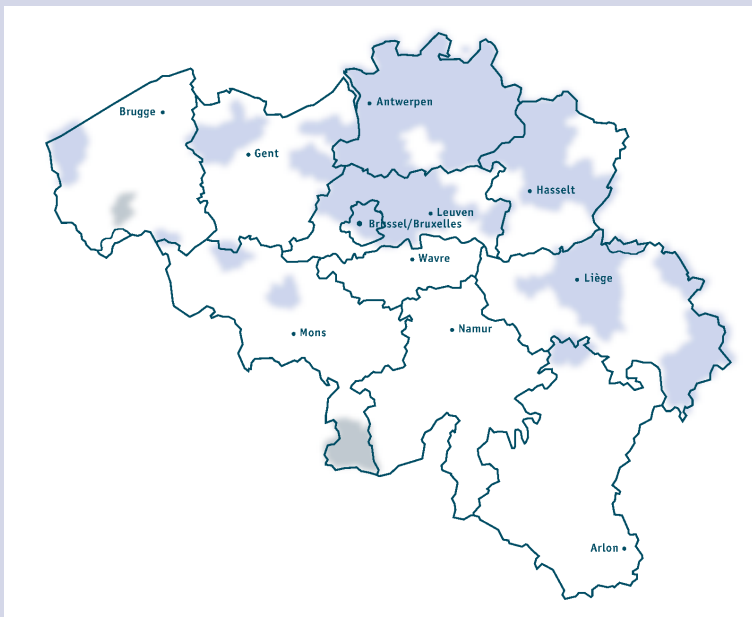 Antwerpen
Brugge
Gent
Hasselt
Leuven
Brussel/Bruxelles
Wavre
Liège
Mons
Namur
Arlon